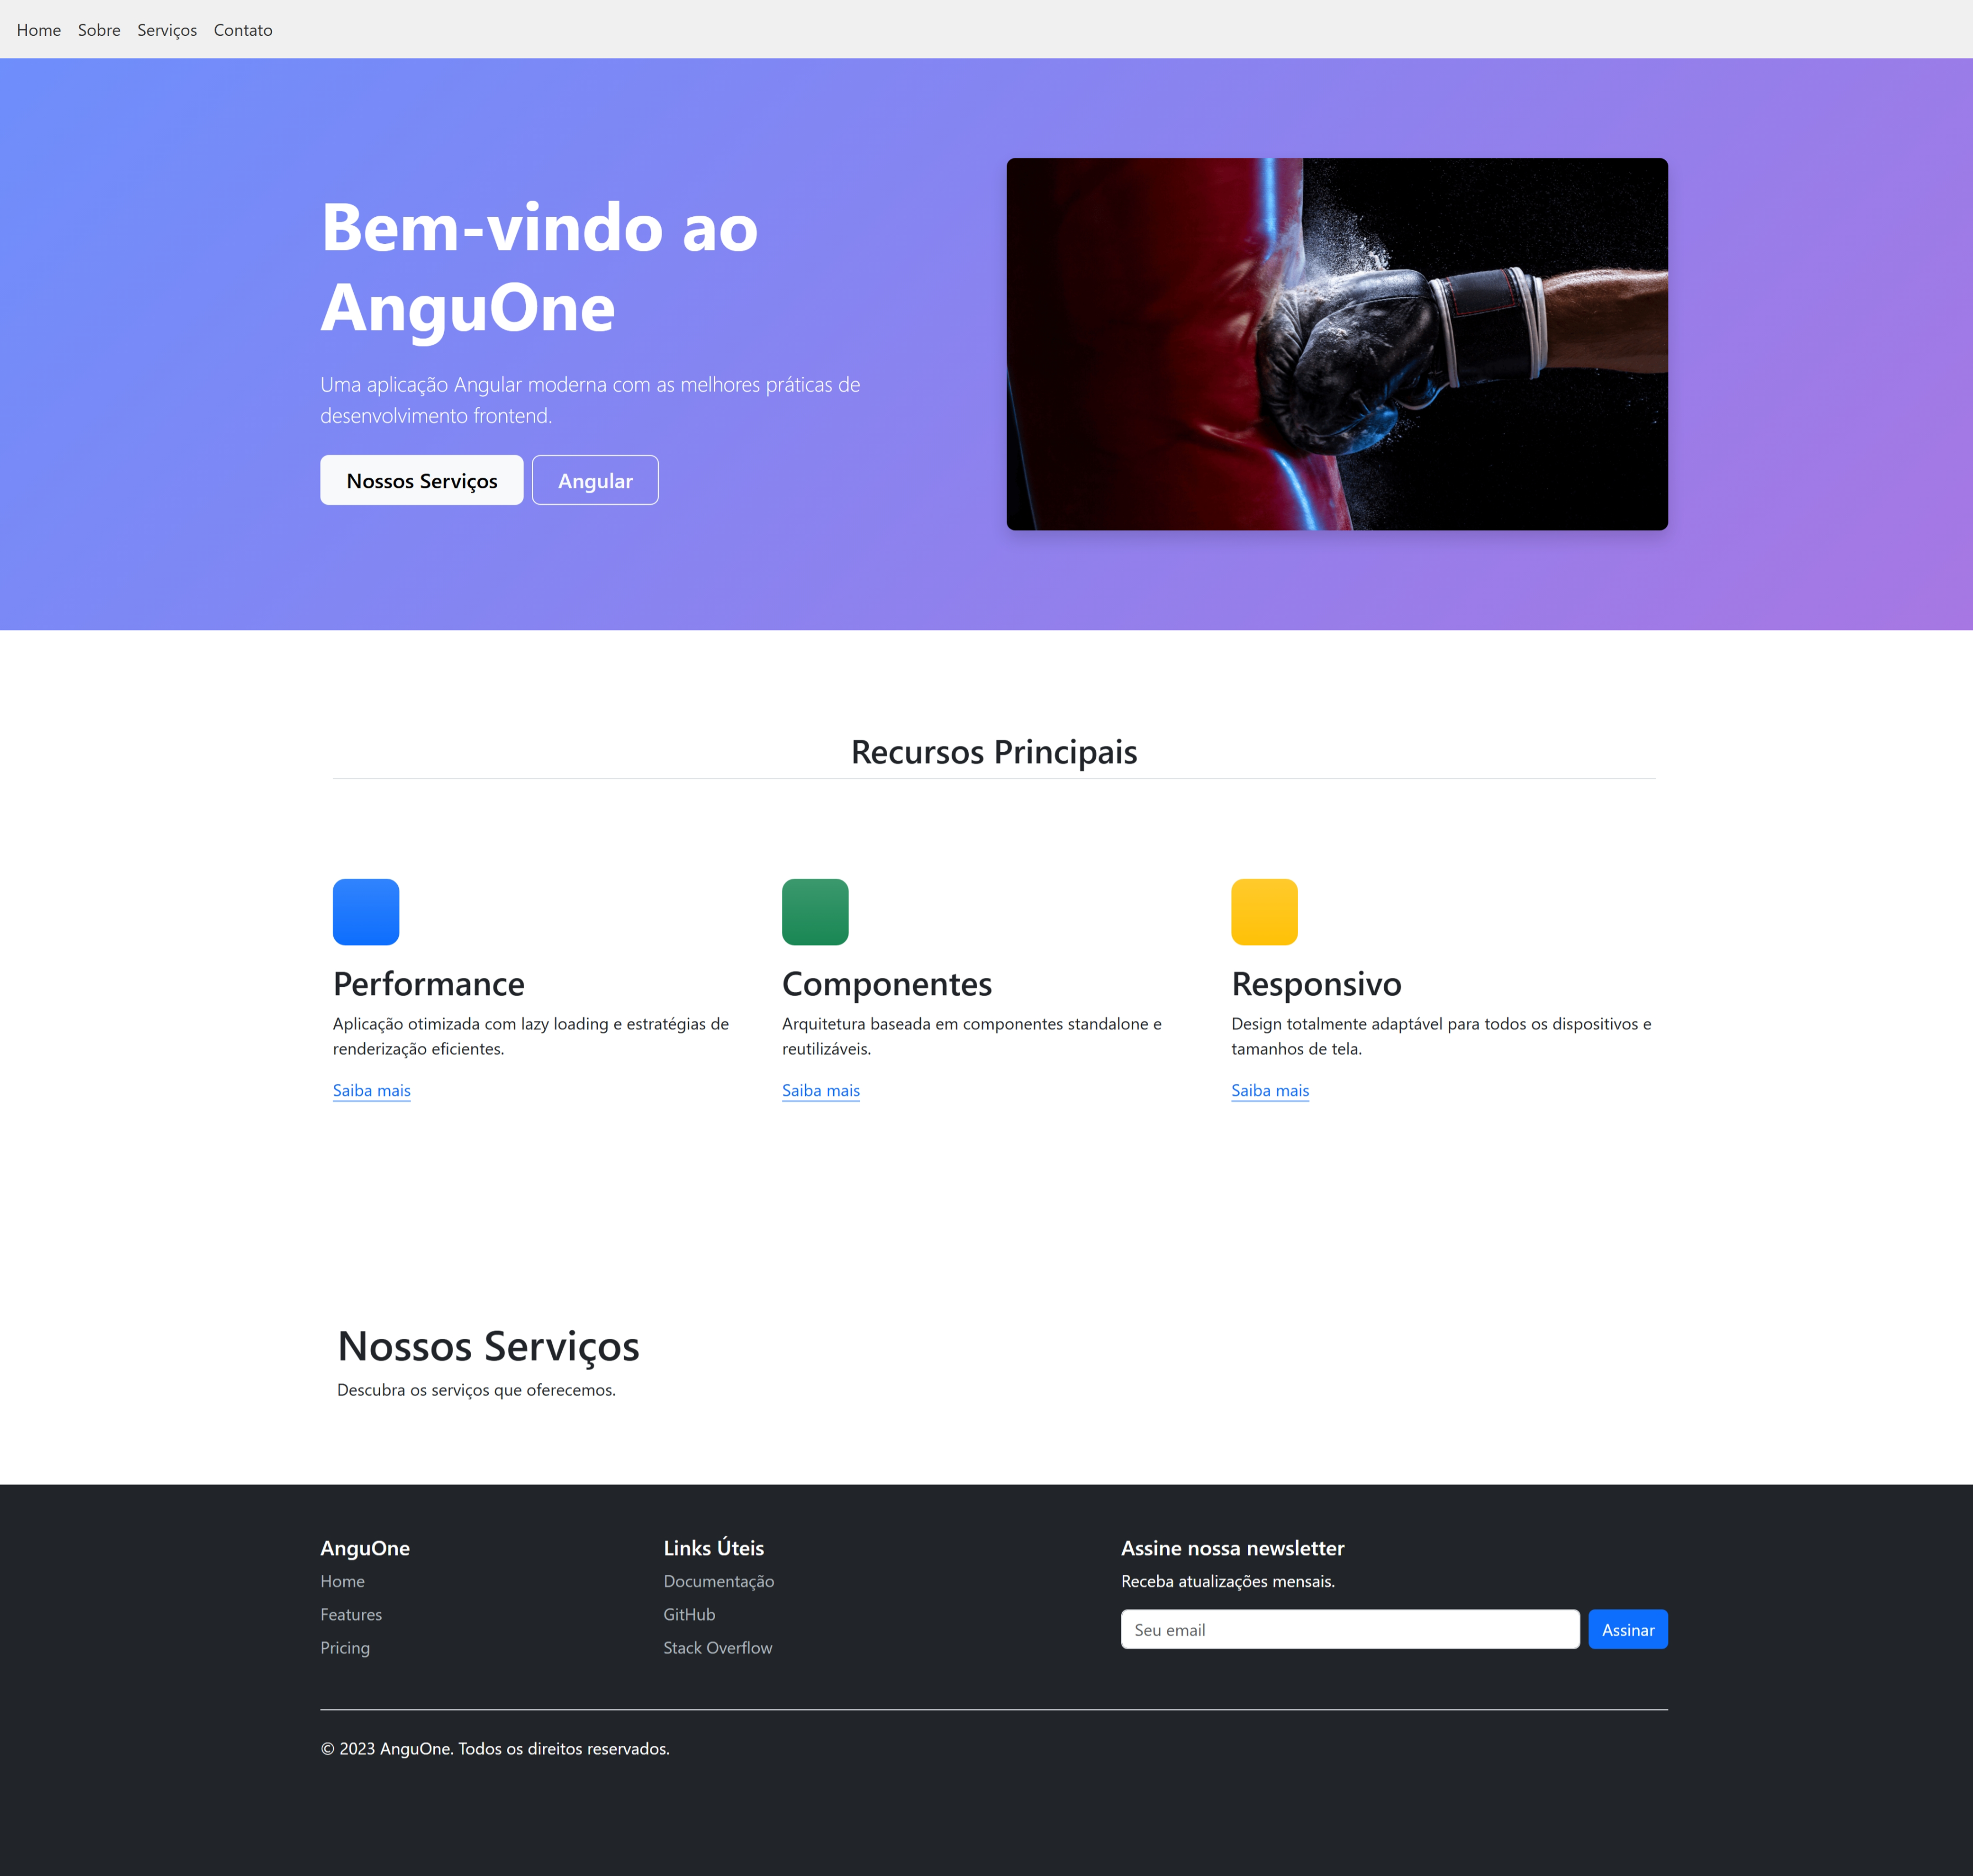 Home Sobre Serviços Contato
Bem-vindo ao
AnguOne
Uma aplicação Angular moderna com as melhores práticas de
desenvolvimento frontend.
Nossos Serviços Angular
Recursos Principais
Performance
Aplicação otimizada com lazy loading e estratégias de
renderização eficientes.
Saiba mais
Componentes
Arquitetura baseada em componentes standalone e
reutilizáveis.
Saiba mais
Responsivo
Design totalmente adaptável para todos os dispositivos e
tamanhos de tela.
Saiba mais
Nossos Serviços
Descubra os serviços que oferecemos.
AnguOne
Home
Features
Pricing
Links Úteis
Documentação
GitHub
Stack Overflow
Assine nossa newsletter
Receba atualizações mensais.
Seu email Assinar
© 2023 AnguOne. Todos os direitos reservados.